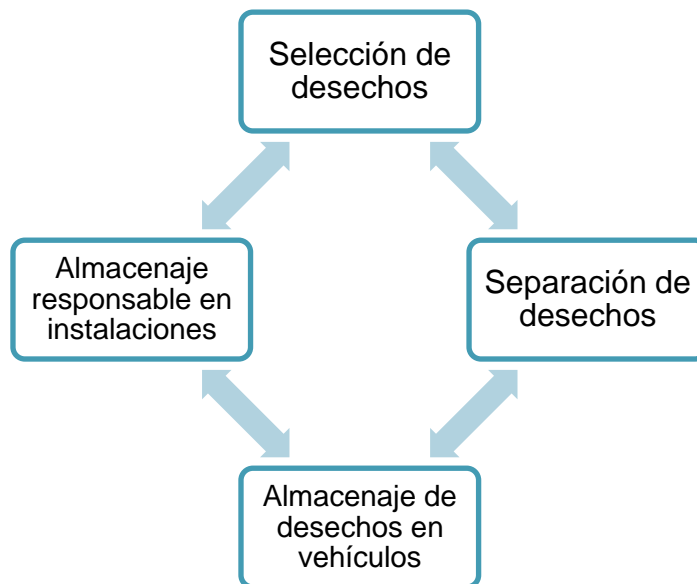 Selección de
desechos
Almacenaje
responsable en
instalaciones
Separación de
desechos
Almacenaje de
desechos en
vehículos